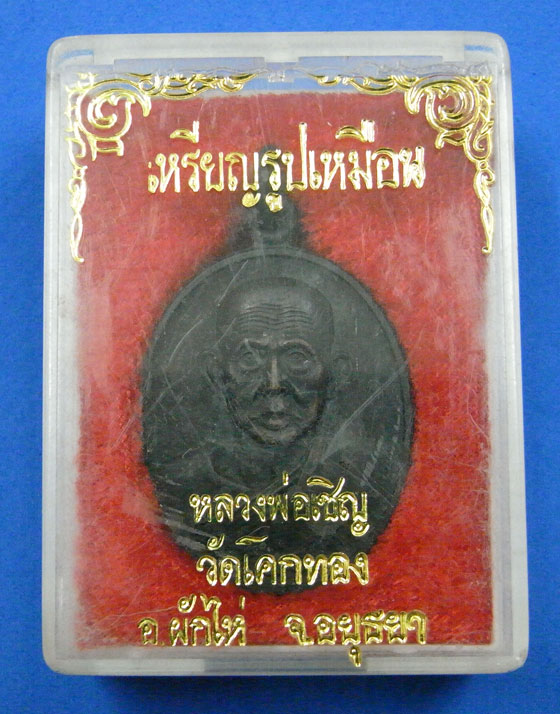 เหรียญรูปเหมือน
หลวงพ่อเชิญ
วัดโคกทอง
อ.ผักไห่ จ.อยุธยา